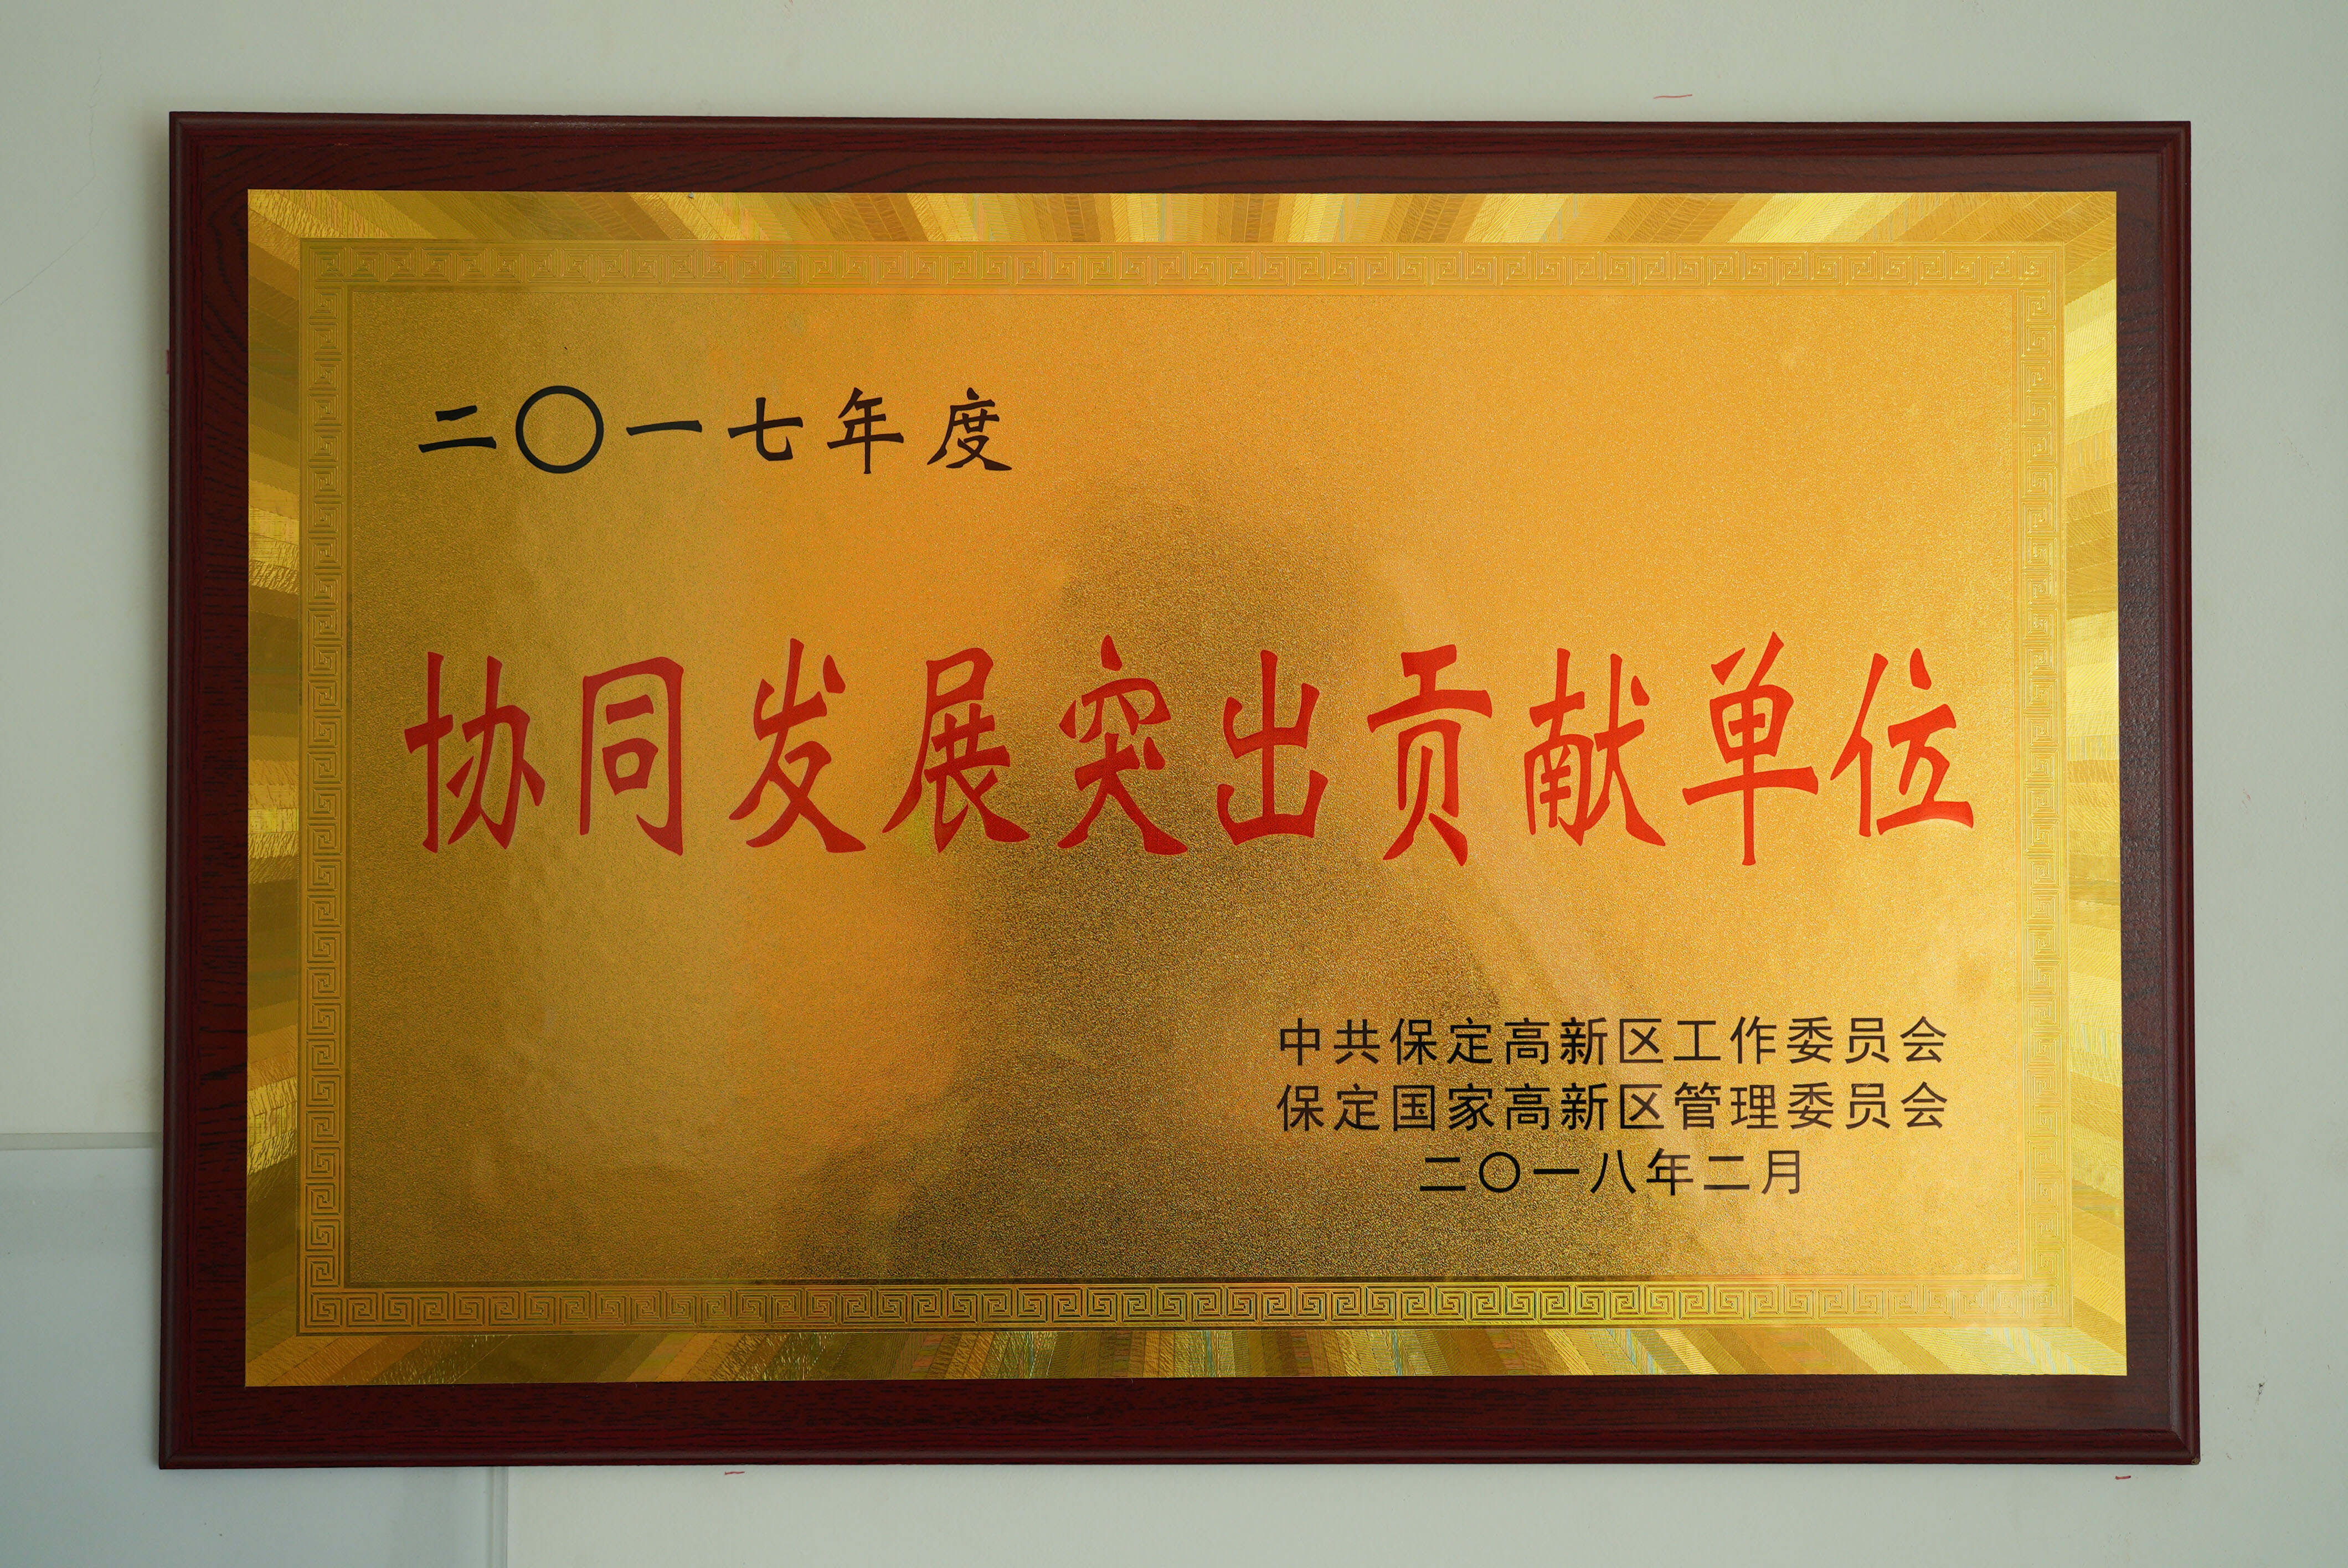 二〇一七年度
协同发展突出贡献单位
中共保定高新区工作委员会
保定国家高新区管理委员会
二〇一八年二月